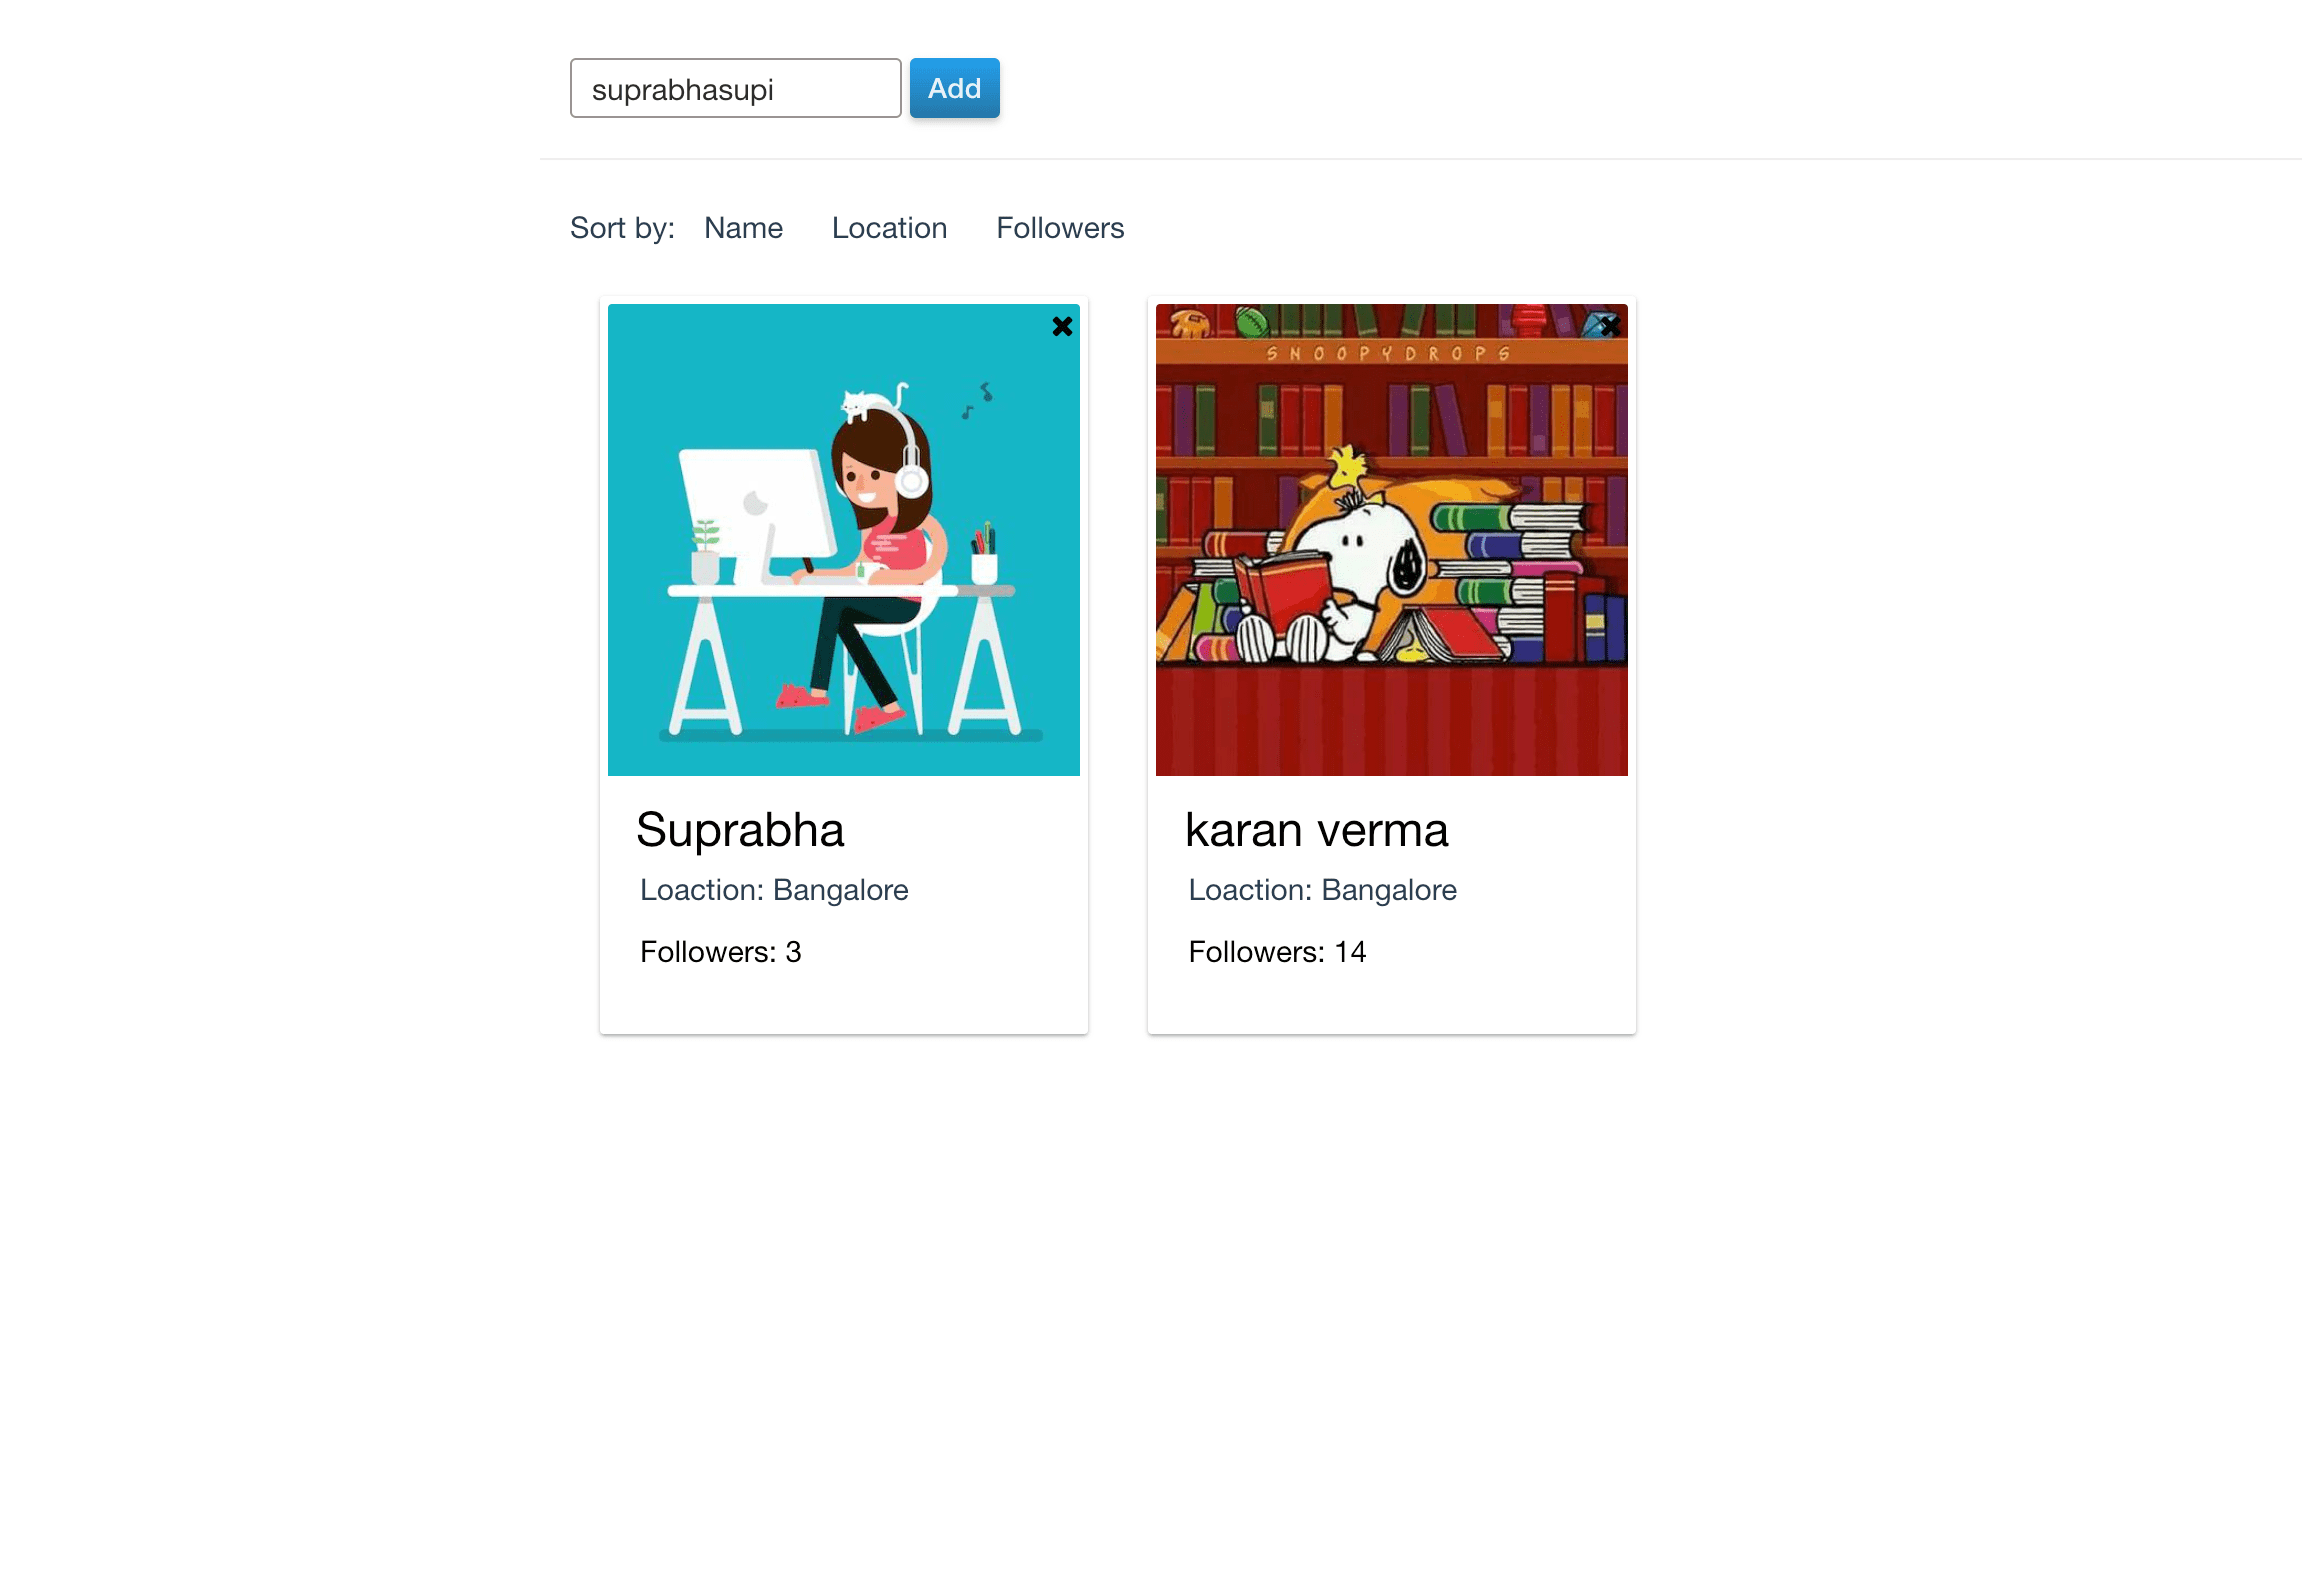 suprabhasupi Add
Sort by: Name Location Followers
SNOOPYDROPS
Suprabha
Loaction: Bangalore
Followers: 3
karan verma
Loaction: Bangalore
Followers: 14